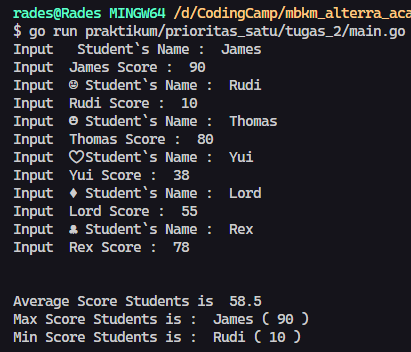 rades@Rades MINGW64 /d/CodingCamp/mbkm_alterra_aca
$ go run praktikum/prioritas_satu/tugas_2/main.go
Input   Student`s Name :  James
Input  James Score :  90
Input  ☺ Student`s Name :  Rudi
Input  Rudi Score :  10
Input  ☻ Student`s Name :  Thomas
Input  Thomas Score :  80
Input  ♥Student`s Name :  Yui
Input  Yui Score :  38
Input  ♦ Student`s Name :  Lord
Input  Lord Score :  55
Input  ♣ Student`s Name :  Rex
Input  Rex Score :  78
Average Score Students is  58.5
Max Score Students is :  James ( 90 )
Min Score Students is :  Rudi ( 10 )